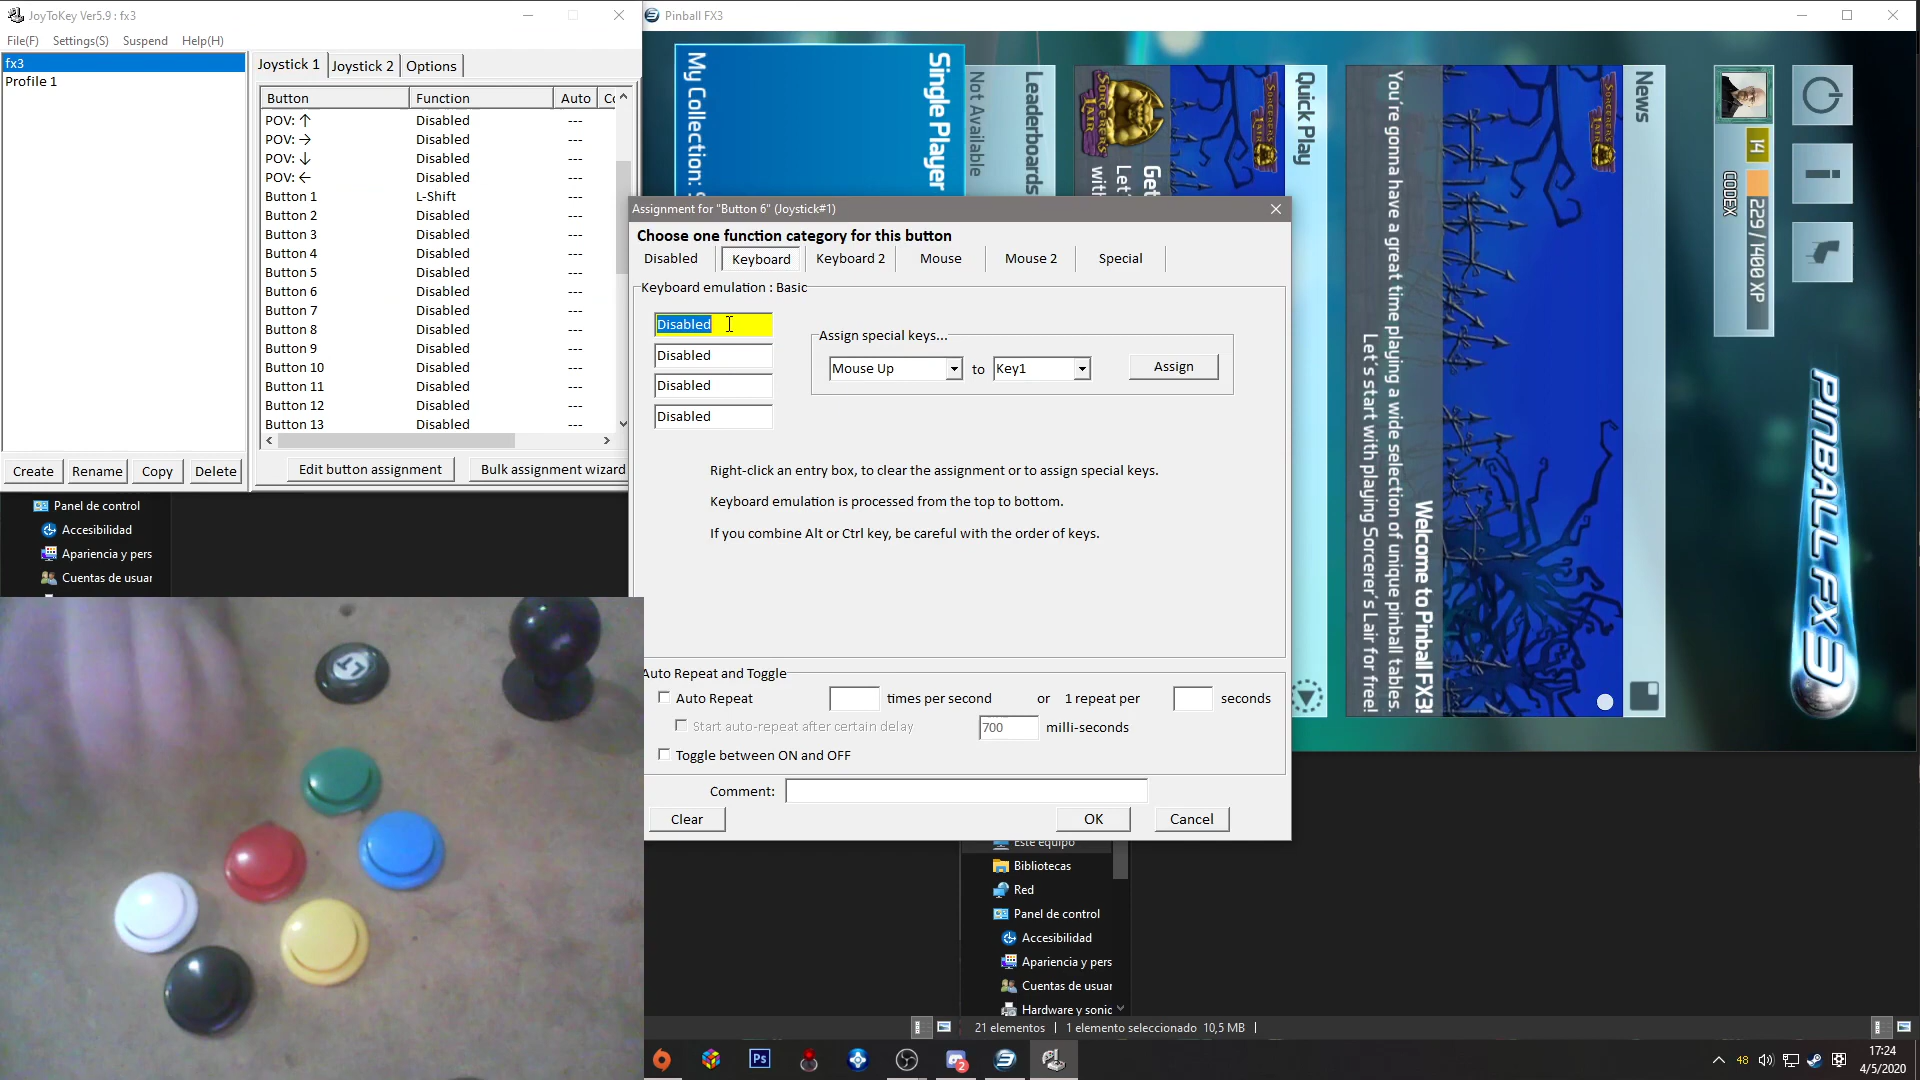 JoyToKey Ver5.9 : fx3
File(F) Settings(S) Suspend Help(H)
fx3
Profile 1
Create Rename Copy Delete
Joystick 1 Joystick 2 Options
Button Function Auto
POV: ↑ Disabled ---
POV: → Disabled ---
POV: ↓ Disabled ---
POV: ← Disabled ---
Button 1 L-Shift ---
Button 2 Disabled ---
Button 3 Disabled ---
Button 4 Disabled ---
Button 5 Disabled ---
Button 6 Disabled ---
Button 7 Disabled ---
Button 8 Disabled ---
Button 9 Disabled ---
Button 10 Disabled ---
Button 11 Disabled ---
Button 12 Disabled ---
Button 13 Disabled ---
Edit button assignment Bulk assignment wizard
Panel de control
Accesibilidad
Apariencia y pers
Cuentas de usuar
Pinball FX3
Single Player
My Collection:
Leaderboards
Not Available
SORCERER'S LAIR
Get
Let'
with
Quick Play
News
SORCERER'S LAIR
Welcome to Pinball FX3!
You're gonna have a great time playing a wide selection of unique pinball tables.
Let's start with playing Sorcerer's Lair for free!
14
229 / 1400 XP
CODEX
PINBALL FX3
Assignment for "Button 6" (Joystick#1)
Choose one function category for this button
Disabled Keyboard Keyboard 2 Mouse Mouse 2 Special
Keyboard emulation : Basic
Disabled
Disabled
Disabled
Disabled
Assign special keys...
Mouse Up to Key1 Assign
Right-click an entry box, to clear the assignment or to assign special keys.
Keyboard emulation is processed from the top to bottom.
If you combine Alt or Ctrl key, be careful with the order of keys.
Auto Repeat and Toggle
Auto Repeat times per second or 1 repeat per seconds
Start auto-repeat after certain delay 700 milli-seconds
Toggle between ON and OFF
Comment:
Clear OK Cancel
Este equipo
Bibliotecas
Red
Panel de control
Accesibilidad
Apariencia y pers
Cuentas de usuar
Hardware y sonic
21 elementos 1 elemento seleccionado 10,5 MB
Ps
2
48
17:24
4/5/2020